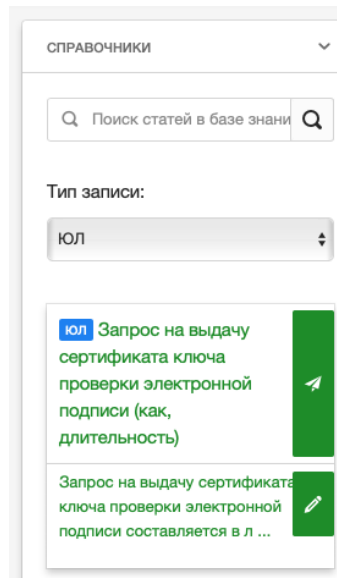 СПРАВОЧНИКИ
Поиск статей в базе знани
Тип записи:
ЮЛ
ЮЛ Запрос на выдачу
сертификата ключа
проверки электронной
подписи (как,
длительность)
Запрос на выдачу сертификата
ключа проверки электронной
подписи составляется в л ...